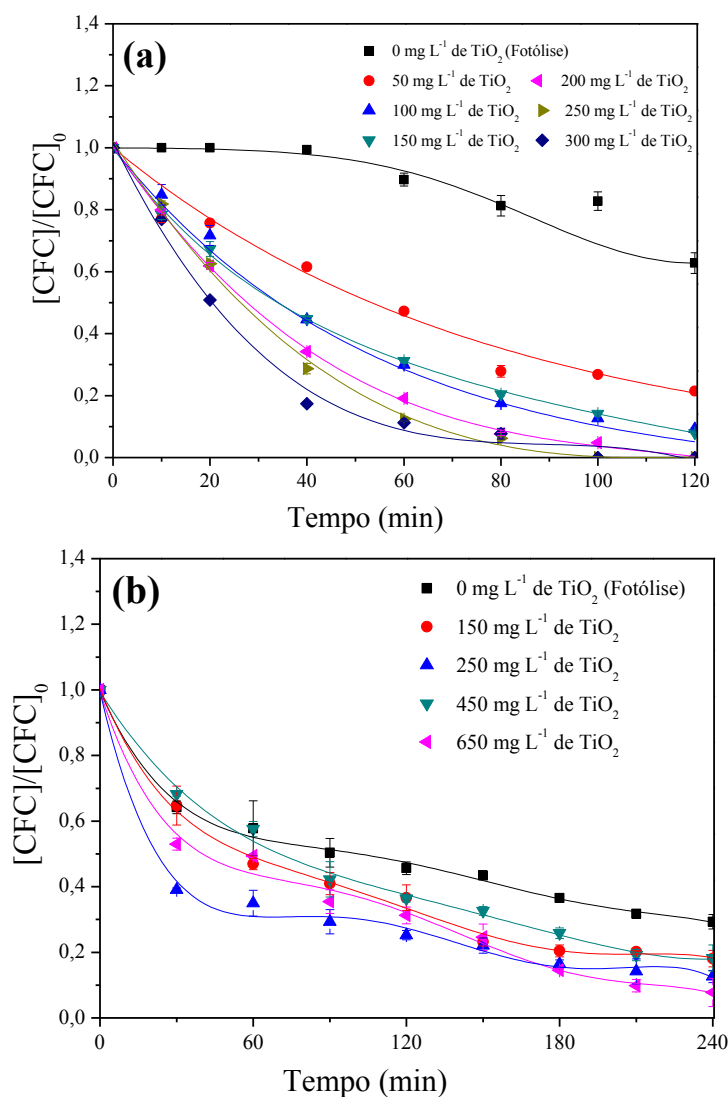 (a)
0 mg L⁻¹ de TiO₂ (Fotólise)
50 mg L⁻¹ de TiO₂
200 mg L⁻¹ de TiO₂
100 mg L⁻¹ de TiO₂
250 mg L⁻¹ de TiO₂
150 mg L⁻¹ de TiO₂
300 mg L⁻¹ de TiO₂
1,4
1,2
1,0
0,8
0,6
0,4
0,2
0,0
[CFC]/[CFC]₀
0 20 40 60 80 100 120
Tempo (min)
(b)
0 mg L⁻¹ de TiO₂ (Fotólise)
150 mg L⁻¹ de TiO₂
250 mg L⁻¹ de TiO₂
450 mg L⁻¹ de TiO₂
650 mg L⁻¹ de TiO₂
1,4
1,2
1,0
0,8
0,6
0,4
0,2
0,0
[CFC]/[CFC]₀
0 60 120 180 240
Tempo (min)